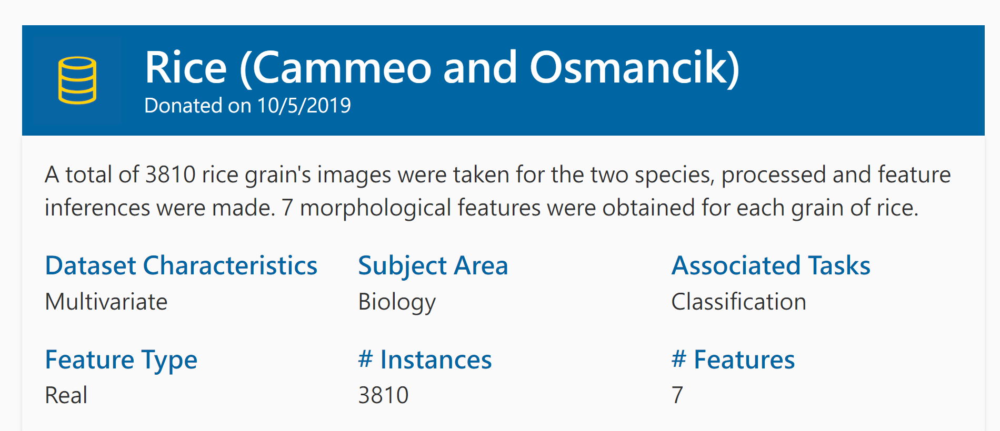 Rice (Cammeo and Osmancik)
Donated on 10/5/2019
A total of 3810 rice grain's images were taken for the two species, processed and feature
inferences were made. 7 morphological features were obtained for each grain of rice.
Dataset Characteristics
Multivariate
Subject Area
Biology
Associated Tasks
Classification
Feature Type
Real
# Instances
3810
# Features
7